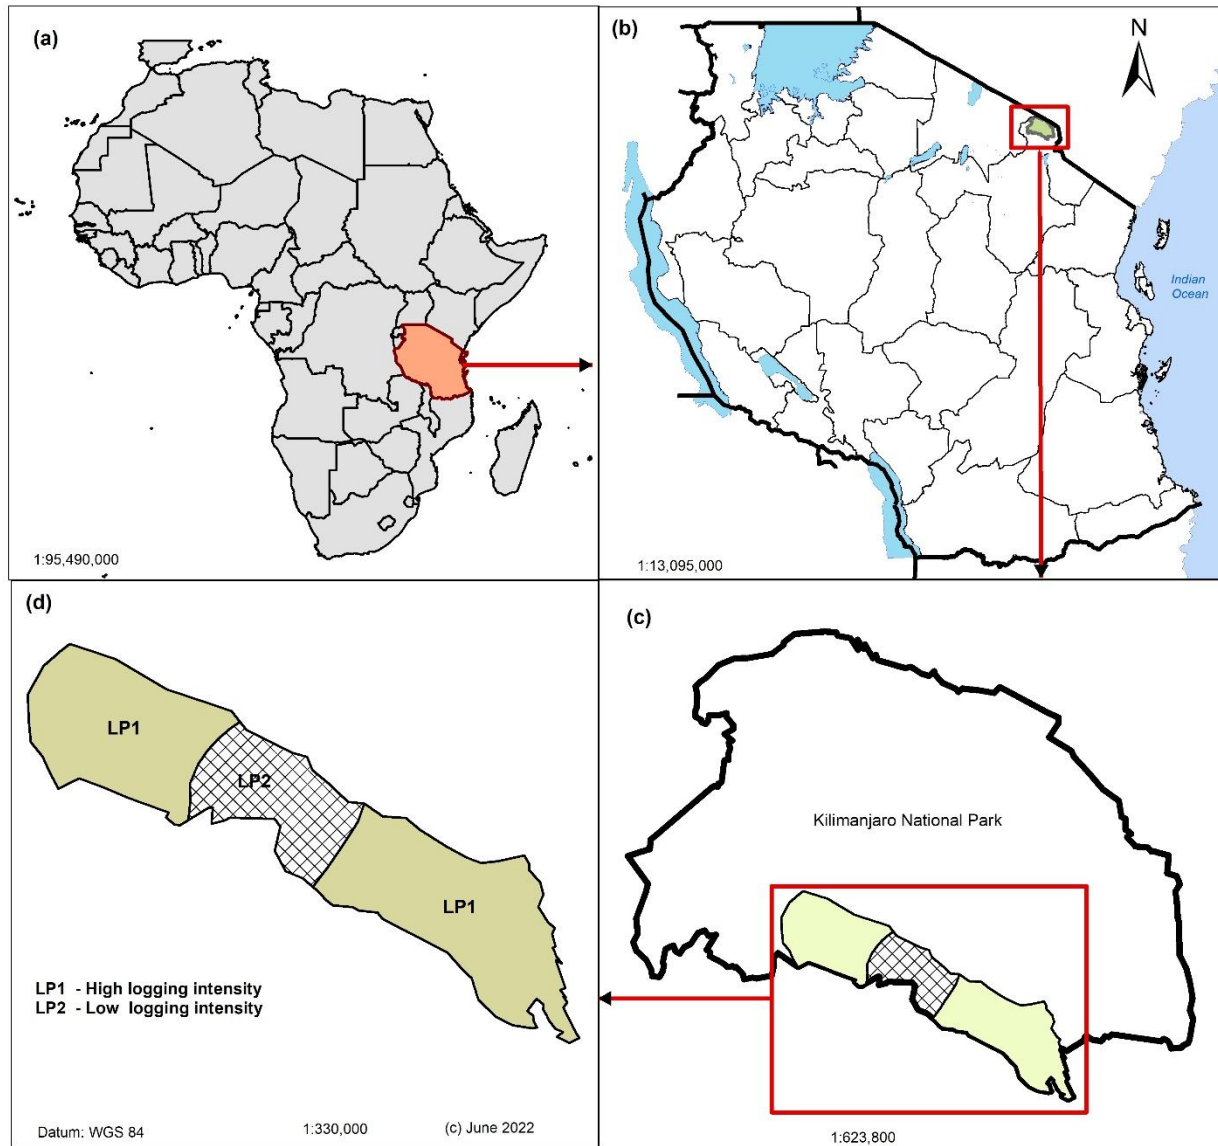 (a)
1:95,490,000
(b)
N
Indian
Ocean
1:13,095,000
(d)
LP1
LP2
LP1
LP1 - High logging intensity
LP2 - Low logging intensity
Datum: WGS 84
1:330,000
(c) June 2022
(c)
Kilimanjaro National Park
1:623,800